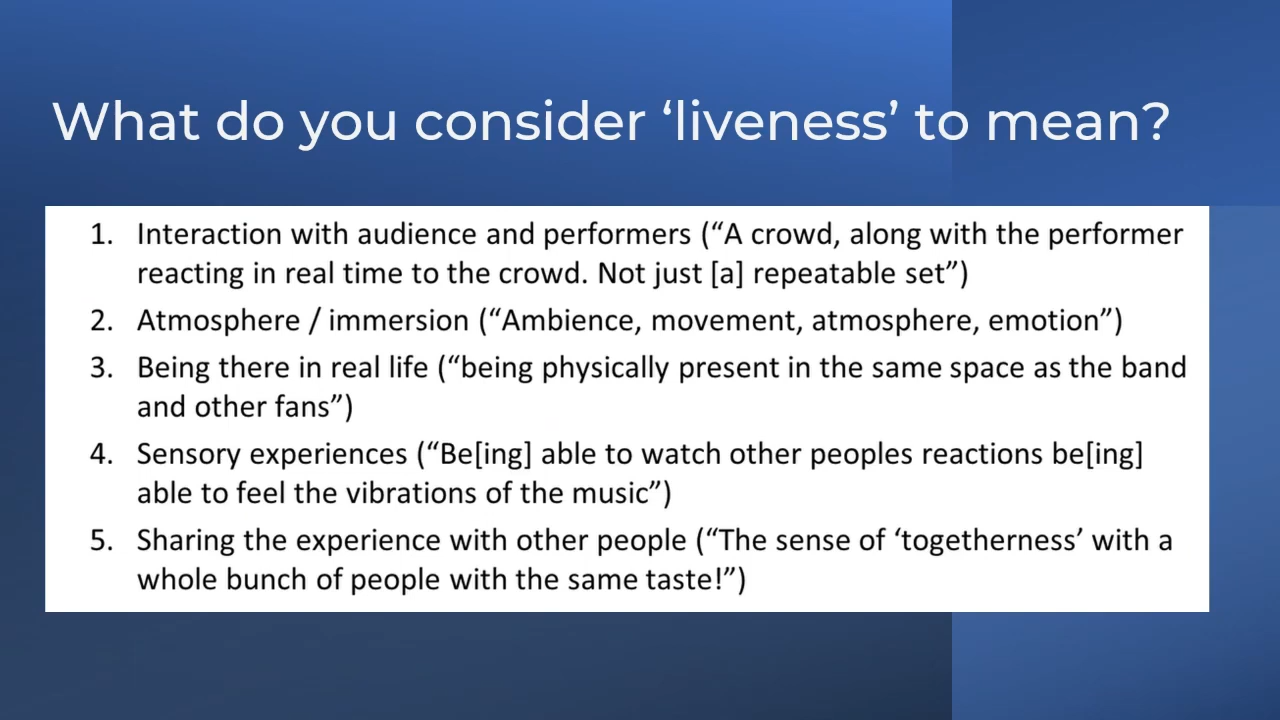 What do you consider ‘liveness’ to mean?
1. Interaction with audience and performers (“A crowd, along with the performer
reacting in real time to the crowd. Not just [a] repeatable set”)
2. Atmosphere / immersion (“Ambience, movement, atmosphere, emotion”)
3. Being there in real life (“being physically present in the same space as the band
and other fans”)
4. Sensory experiences (“Be[ing] able to watch other peoples reactions be[ing]
able to feel the vibrations of the music”)
5. Sharing the experience with other people (“The sense of ‘togetherness’ with a
whole bunch of people with the same taste!”)